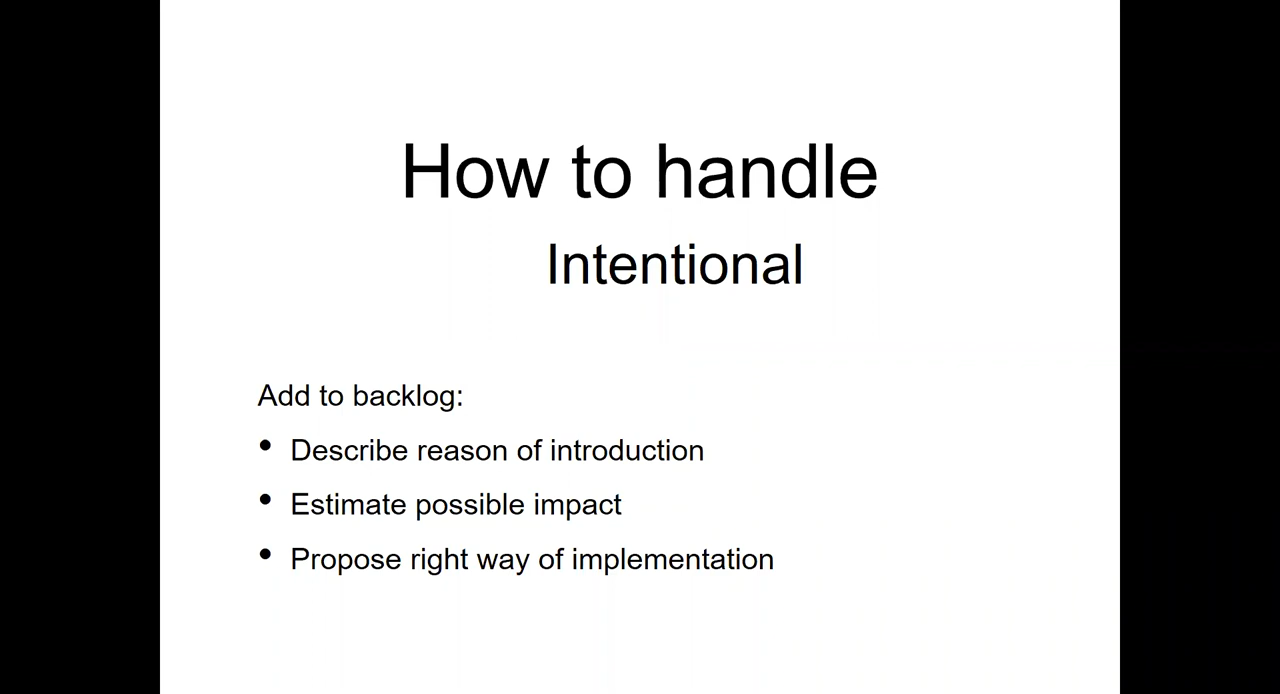 How to handle
Intentional
Add to backlog:
• Describe reason of introduction
• Estimate possible impact
• Propose right way of implementation